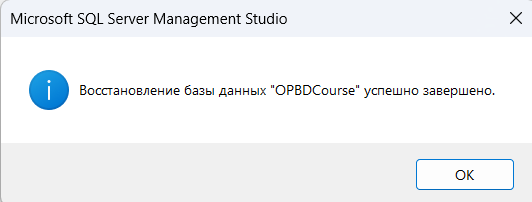 Microsoft SQL Server Management Studio
Восстановление базы данных "OPBDCourse" успешно завершено.
OK